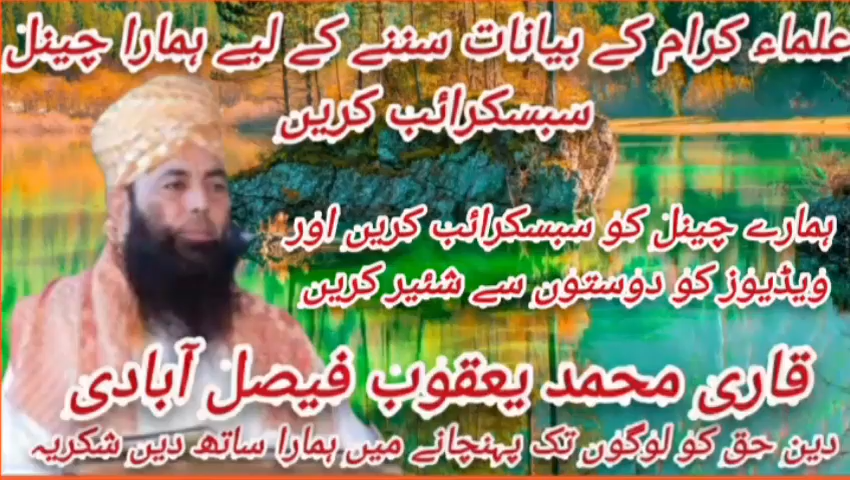 علماء کرام کے بیانات سننے کے لیے ہمارا چینل
سبسکرائب کریں
ہمارے چینل کو سبسکرائب کریں اور
ویڈیوز کو دوستوں سے شئیر کریں
قاری محمد یعقوب فیصل آبادی
دین حق کو لوگوں تک پہنچانے میں ہمارا ساتھ دیں شکریہ